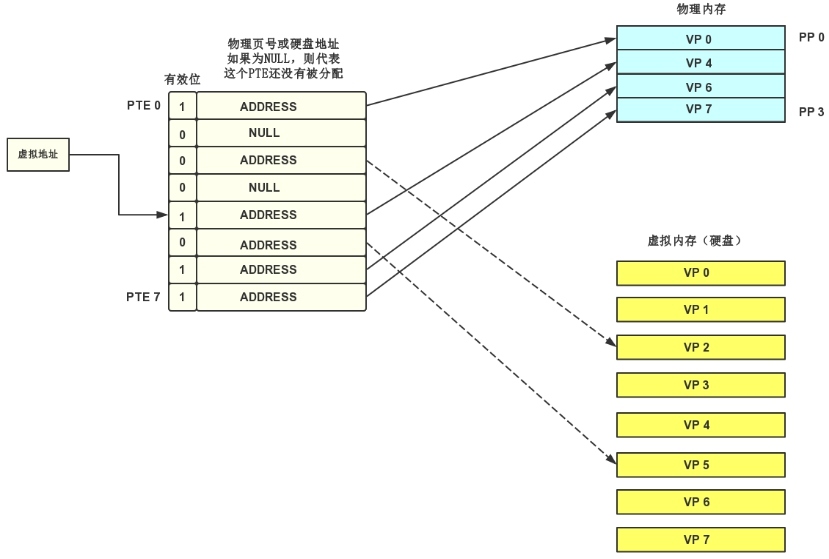 物理内存
VP 0
PP 0
VP 4
VP 6
VP 7
PP 3
物理页号或硬盘地址
如果为NULL，则代表
这个PTE还没有被分配
有效位
PTE 0
1 ADDRESS
0 NULL
0 ADDRESS
0 NULL
1 ADDRESS
0 ADDRESS
1 ADDRESS
PTE 7
1 ADDRESS
虚拟地址
虚拟内存（硬盘）
VP 0
VP 1
VP 2
VP 3
VP 4
VP 5
VP 6
VP 7